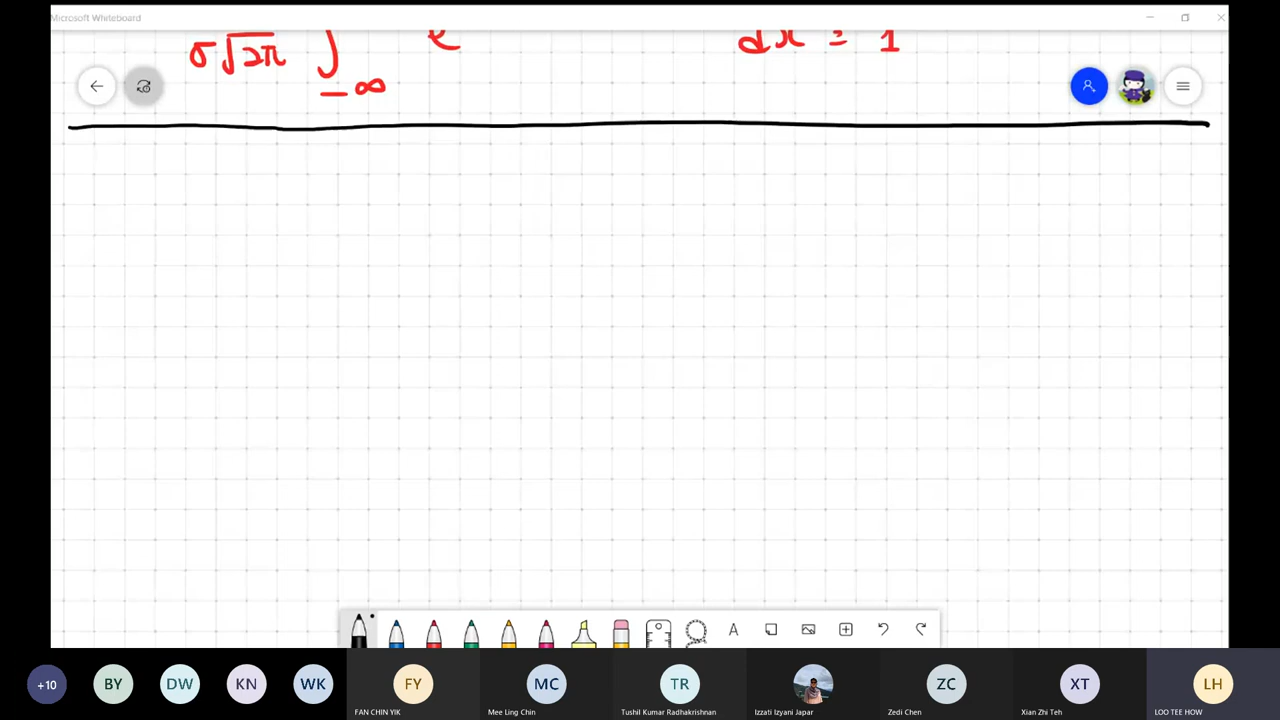 Microsoft Whiteboard
σ√2π ∫ e dx = 1
-∞
A
+10 BY DW KN WK FY MC TR ZC XT LH
FAN CHIN YIK Mee Ling Chin Tushil Kumar Radhakrishnan Izzati Izyani Japar Zedi Chen Xian Zhi Teh LOO TEE HOW